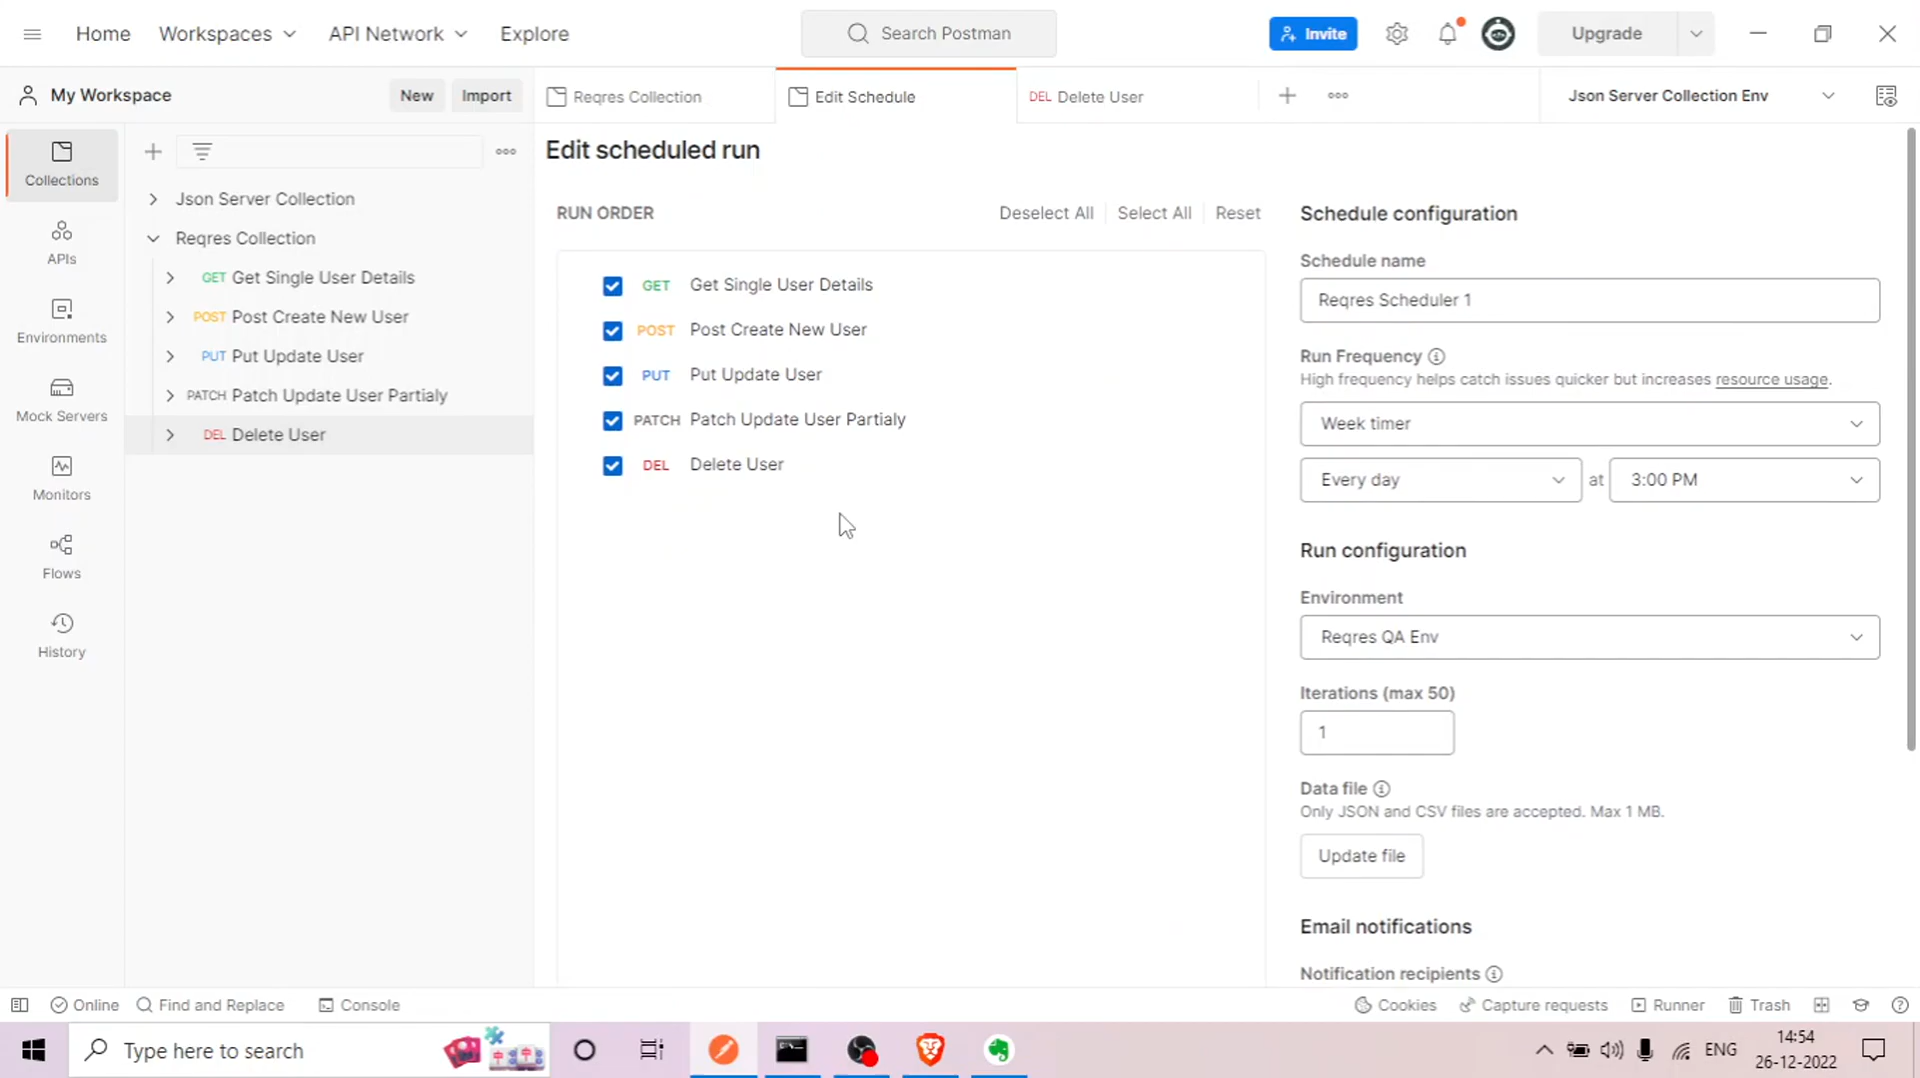 Home
Workspaces
API Network
Explore
Search Postman
Invite
Upgrade
My Workspace
New
Import
Reqres Collection
Edit Schedule
DEL Delete User
Json Server Collection Env
Collections
APIs
Environments
Mock Servers
Monitors
Flows
History
Json Server Collection
Reqres Collection
GET Get Single User Details
POST Post Create New User
PUT Put Update User
PATCH Patch Update User Partialy
DEL Delete User
Edit scheduled run
RUN ORDER
Deselect All
Select All
Reset
GET Get Single User Details
POST Post Create New User
PUT Put Update User
PATCH Patch Update User Partialy
DEL Delete User
Schedule configuration
Schedule name
Reqres Scheduler 1
Run Frequency
High frequency helps catch issues quicker but increases resource usage.
Week timer
Every day at 3:00 PM
Run configuration
Environment
Reqres QA Env
Iterations (max 50)
1
Data file
Only JSON and CSV files are accepted. Max 1 MB.
Update file
Email notifications
Notification recipients
Online
Find and Replace
Console
Cookies
Capture requests
Runner
Trash
Type here to search
ENG
14:54
26-12-2022